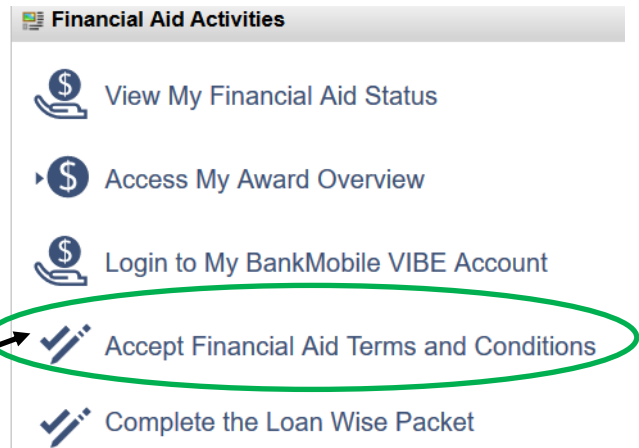 Financial Aid Activities
View My Financial Aid Status
Access My Award Overview
Login to My BankMobile VIBE Account
Accept Financial Aid Terms and Conditions
Complete the Loan Wise Packet